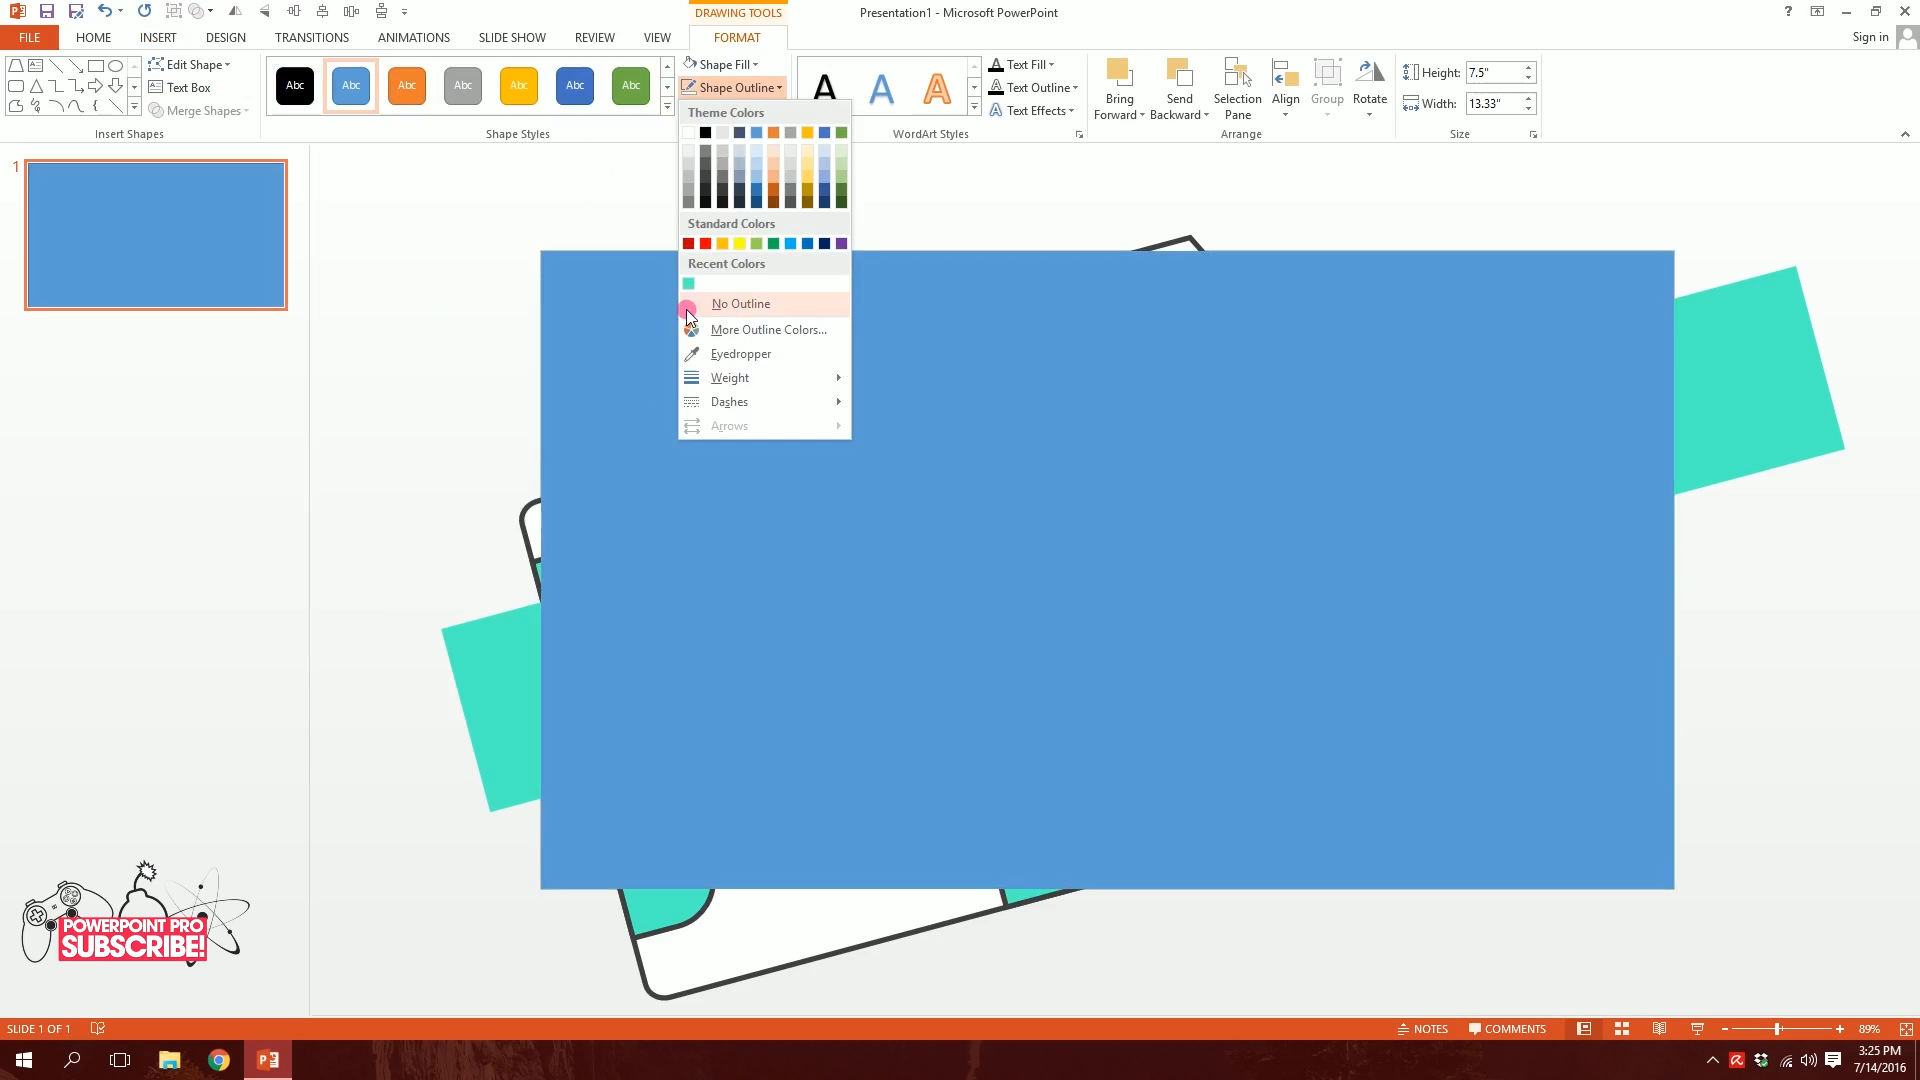 DRAWING TOOLS
Presentation1 - Microsoft PowerPoint
?
FILE
HOME
INSERT
DESIGN
TRANSITIONS
ANIMATIONS
SLIDE SHOW
REVIEW
VIEW
FORMAT
Sign in
Edit Shape
Text Box
Merge Shapes
Insert Shapes
Abc
Abc
Abc
Abc
Abc
Abc
Abc
Shape Styles
Shape Fill
Shape Outline
A
A
A
Text Fill
Text Outline
Text Effects
WordArt Styles
Bring Forward
Send Backward
Selection Pane
Align
Group
Rotate
Arrange
Height: 7.5"
Width: 13.33"
Size
Theme Colors
Standard Colors
Recent Colors
No Outline
More Outline Colors...
Eyedropper
Weight
Dashes
Arrows
1
POWERPOINT PRO
SUBSCRIBE!
SLIDE 1 OF 1
NOTES
COMMENTS
89%
3:25 PM
7/14/2016